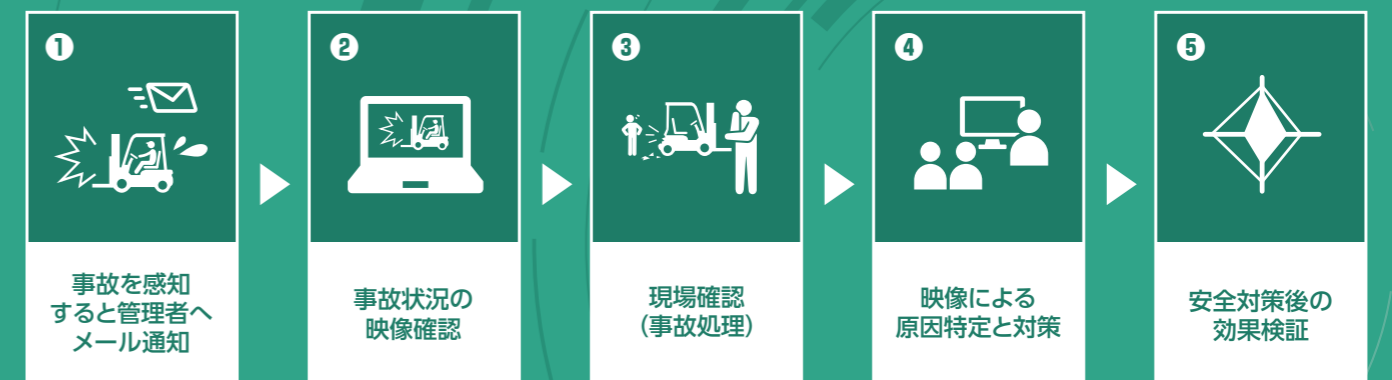 ❶
事故を感知
すると管理者へ
メール通知
❷
事故状況の
映像確認
❸
現場確認
(事故処理)
❹
映像による
原因特定と対策
❺
安全対策後の
効果検証